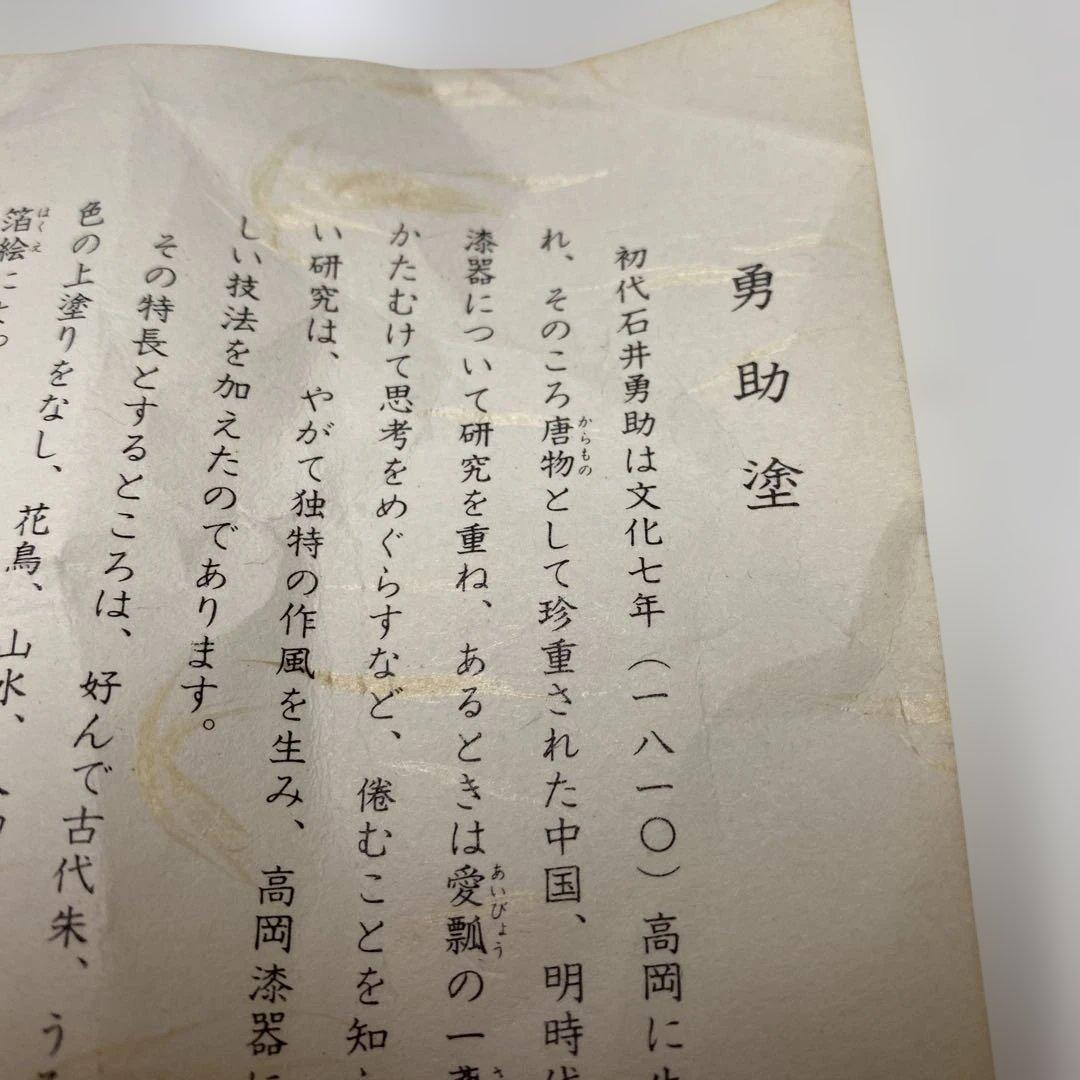 勇助塗
初代石井勇助は文化七年（一八一〇）高岡に生
れ、そのころ唐物として珍重された中国、明時代
漆器について研究を重ね、あるときは愛瓢の一
かたむけて思考をめぐらすなど、倦むことを知
い研究は、やがて独特の作風を生み、高岡漆器に
しい技法を加えたのであります。
その特長とするところは、好んで古代朱、う
色の上塗りをなし、花鳥、山水、
箔絵によっ